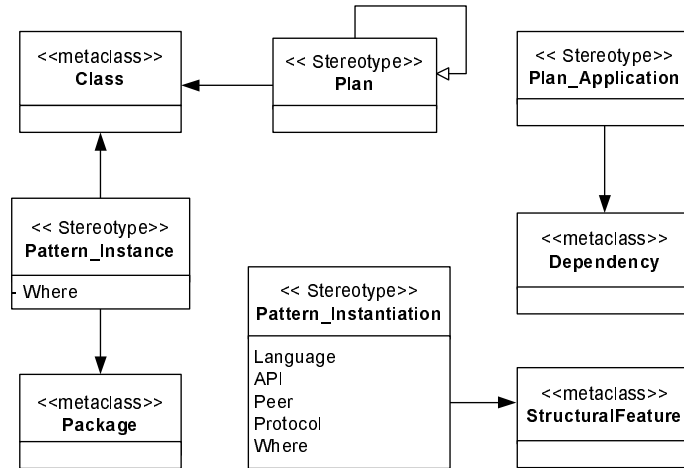 <<metaclass>>
Class
<< Stereotype>>
Plan
<< Stereotype>>
Plan_Application
<< Stereotype>>
Pattern_Instance
- Where
<<metaclass>>
Dependency
<< Stereotype>>
Pattern_Instantiation
Language
API
Peer
Protocol
Where
<<metaclass>>
Package
<<metaclass>>
StructuralFeature